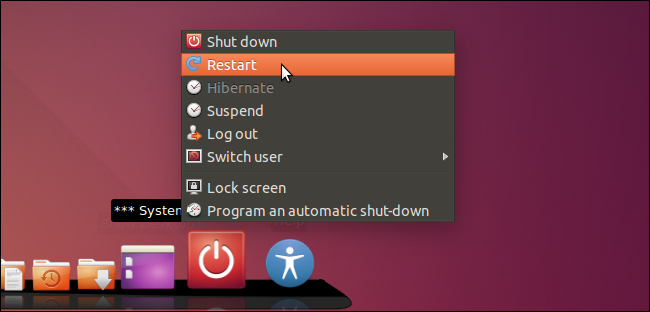 Shut down
Restart
Hibernate
Suspend
Log out
Switch user
Lock screen
Program an automatic shut-down
*** System